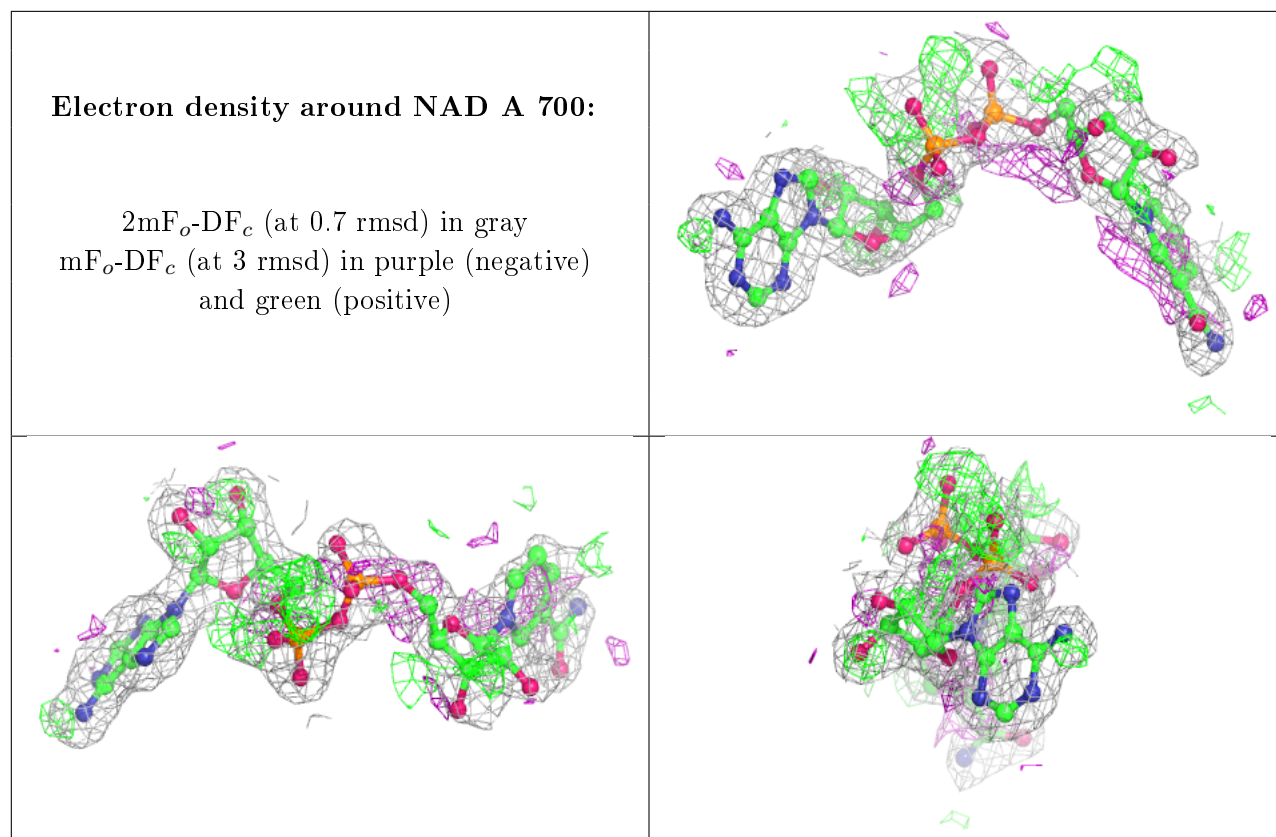 Electron density around NAD A 700:
2mFₒ-DF𝒸 (at 0.7 rmsd) in gray
mFₒ-DF𝒸 (at 3 rmsd) in purple (negative)
and green (positive)